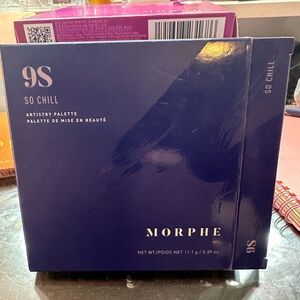 9S
SO CHILL
ARTISTRY PALETTE
PALETTE DE MISE EN BEAUTÉ
MORPHE
NET WT/POIDS NET 11.1 g / 0.39 oz.
SO CHILL
9S